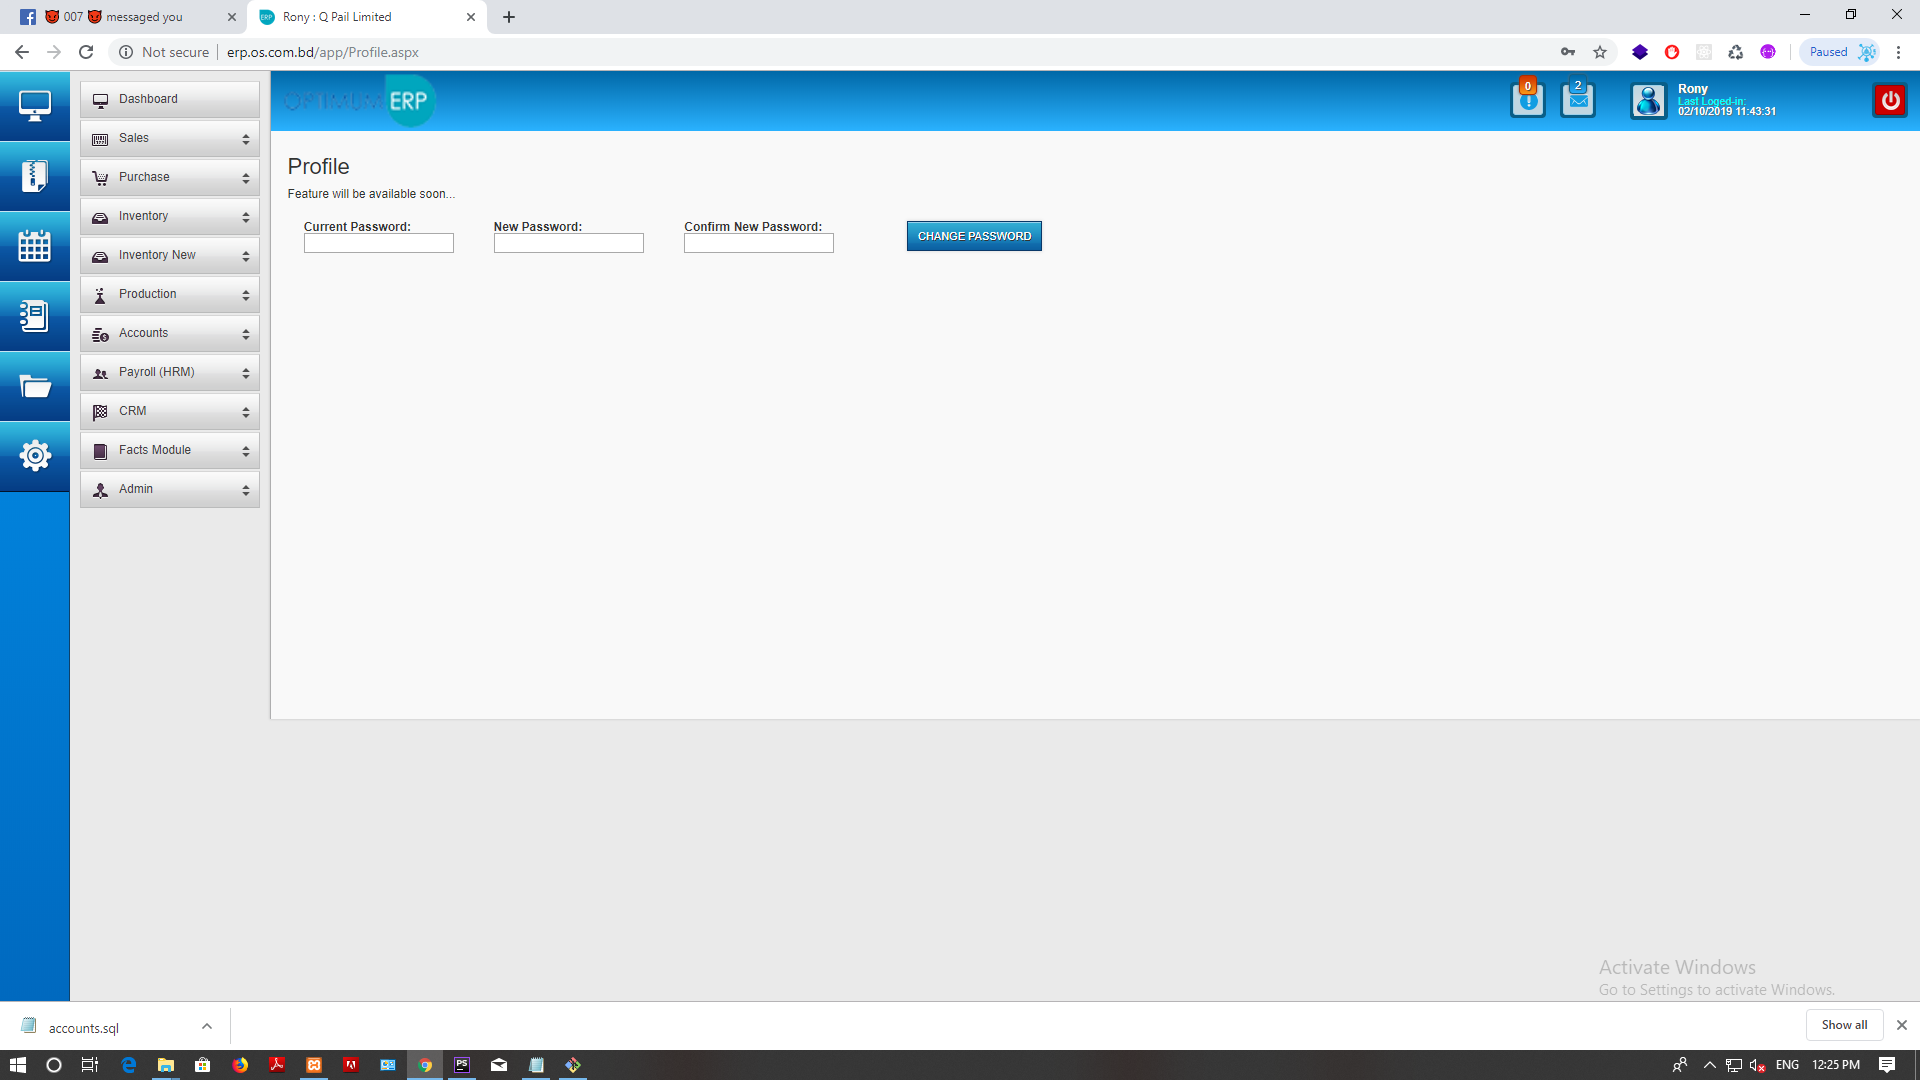 007 messaged you
Rony : Q Pail Limited
Not secure
erp.os.com.bd/app/Profile.aspx
Paused
Dashboard
Sales
Purchase
Inventory
Inventory New
Production
Accounts
Payroll (HRM)
CRM
Facts Module
Admin
OPTIMUM ERP
0
2
Rony
Last Loged-in:
02/10/2019 11:43:31
Profile
Feature will be available soon...
Current Password:
New Password:
Confirm New Password:
CHANGE PASSWORD
Activate Windows
Go to Settings to activate Windows.
accounts.sql
Show all
ENG
12:25 PM